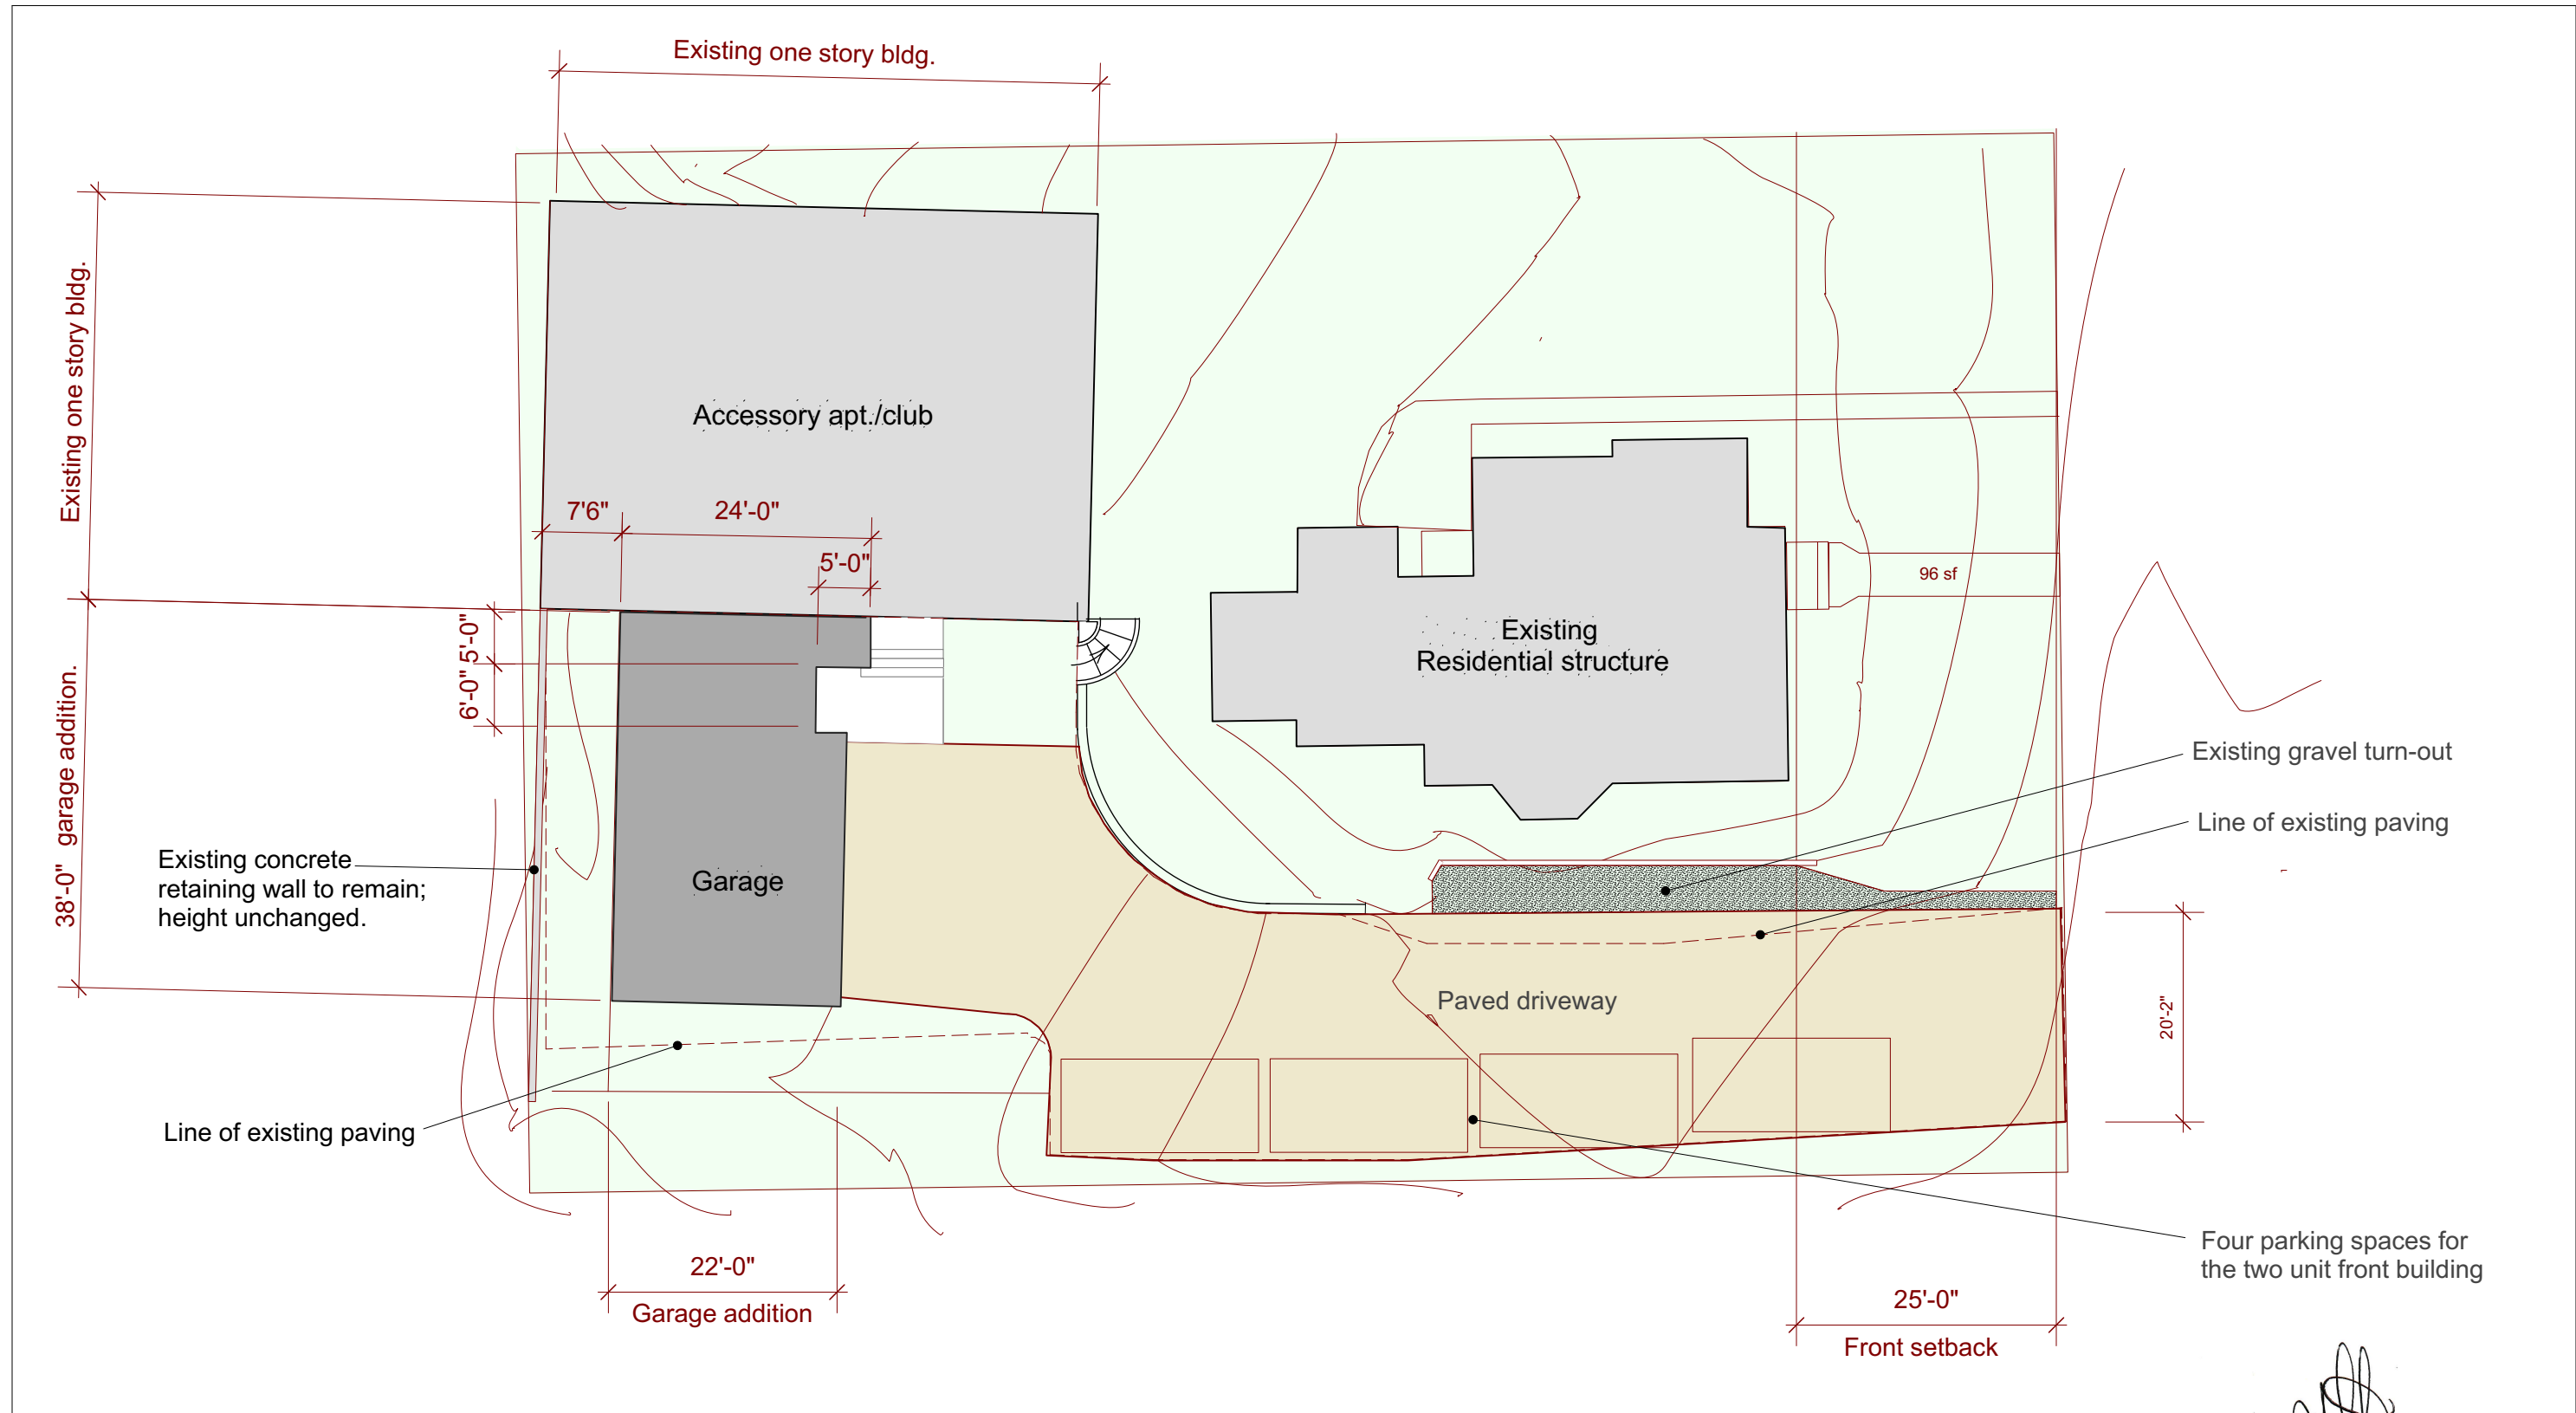 Existing one story bldg.
Existing one story bldg.
Accessory apt./club
7'6"
24'-0"
5'-0"
96 sf
5'-0"
6'-0"
Existing
Residential structure
38'-0" garage addition.
Existing gravel turn-out
Line of existing paving
Existing concrete
retaining wall to remain;
height unchanged.
Garage
Paved driveway
20'-2"
Line of existing paving
Four parking spaces for
the two unit front building
22'-0"
Garage addition
25'-0"
Front setback